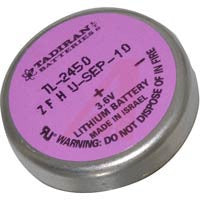 TADIRAN
BATTERIES
TL-2450
Z F H U-SEP-10
+
3.6V
LITHIUM BATTERY
MADE IN ISRAEL
WARNING: DO NOT DISPOSE OF IN FIRE